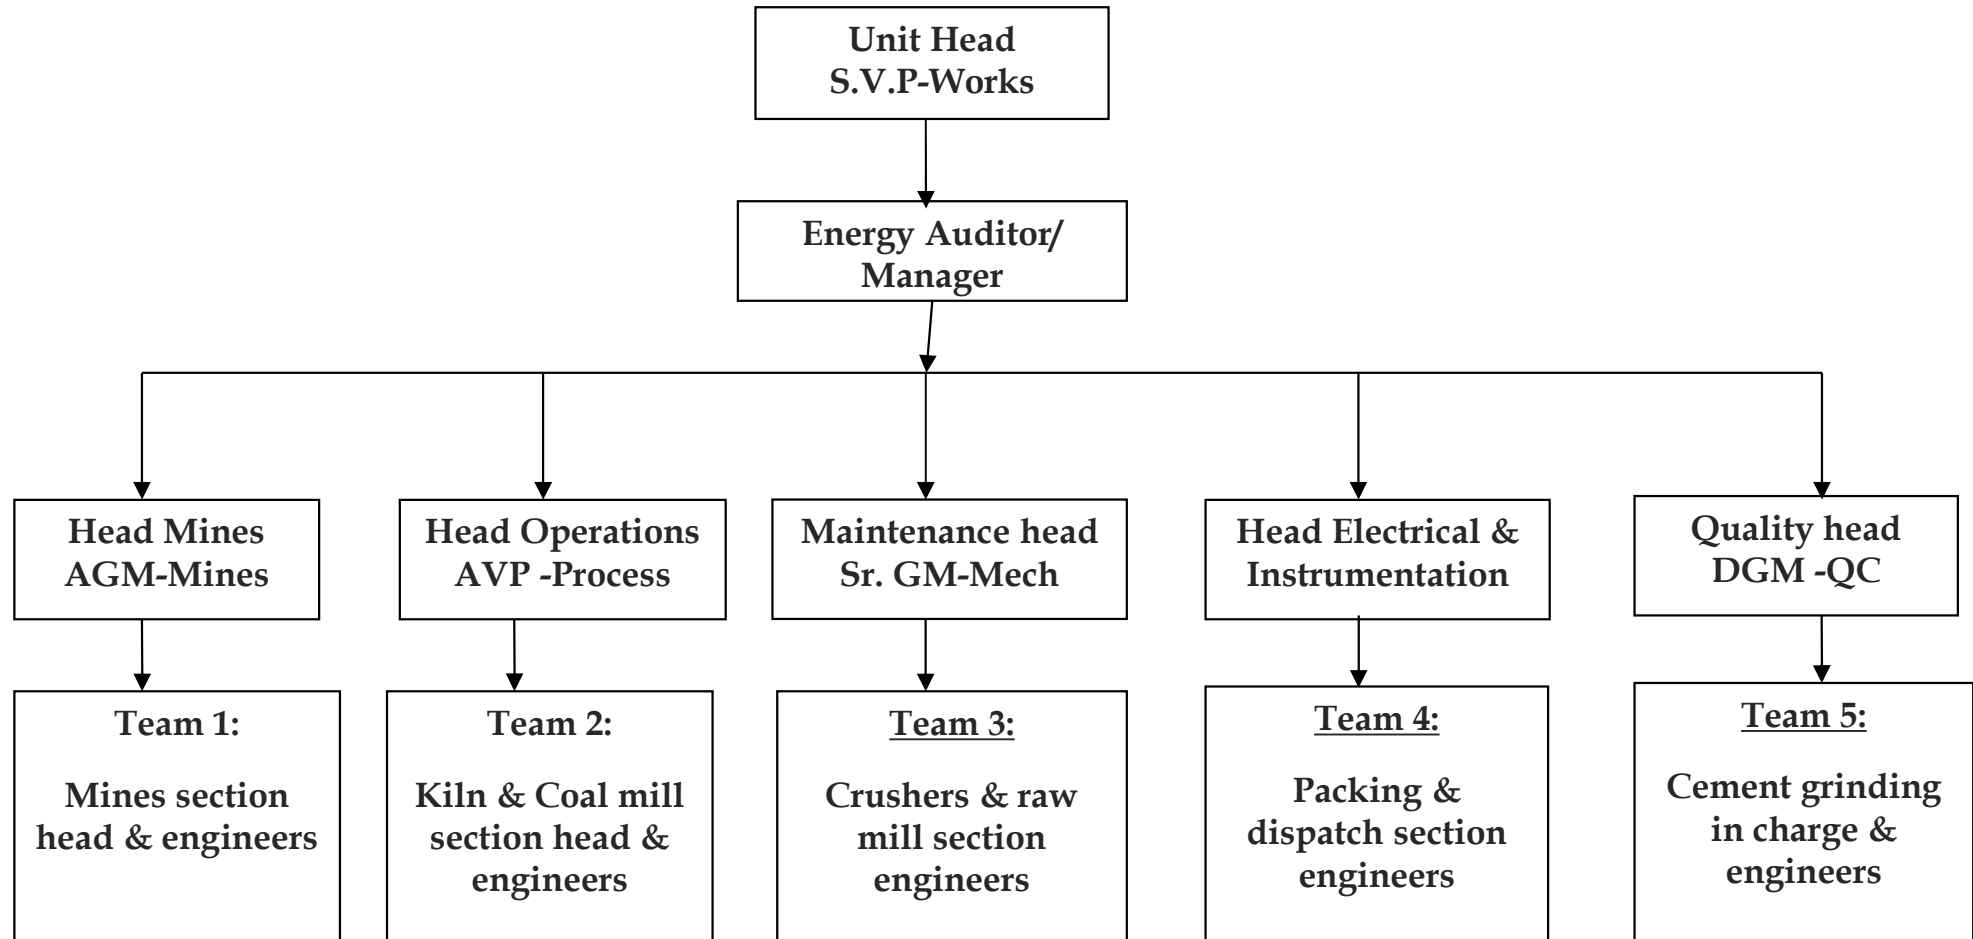 Unit Head
S.V.P-Works
Energy Auditor/
Manager
Head Mines
AGM-Mines
Head Operations
AVP -Process
Maintenance head
Sr. GM-Mech
Head Electrical &
Instrumentation
Quality head
DGM -QC
Team 1:
Mines section
head & engineers
Team 2:
Kiln & Coal mill
section head &
engineers
Team 3:
Crushers & raw
mill section
engineers
Team 4:
Packing &
dispatch section
engineers
Team 5:
Cement grinding
in charge &
engineers